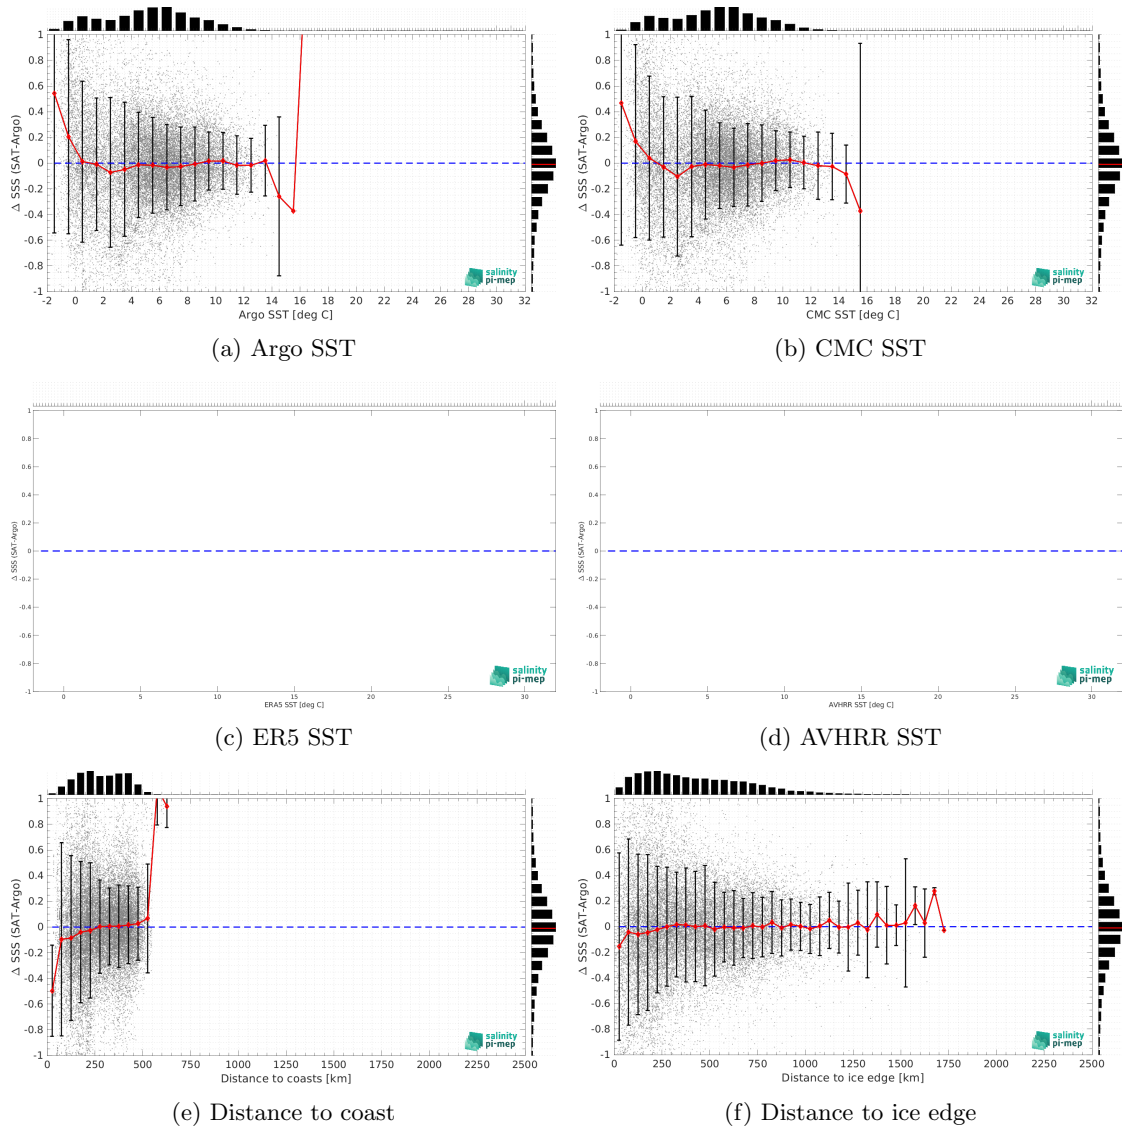 1
0.8
0.6
0.4
0.2
0
-0.2
-0.4
-0.6
-0.8
-1
Δ SSS (SAT-Argo)
salinity
pi-mep
-2 0 2 4 6 8 10 12 14 16 18 20 22 24 26 28 30 32
Argo SST [deg C]
(a) Argo SST
1
0.8
0.6
0.4
0.2
0
-0.2
-0.4
-0.6
-0.8
-1
Δ SSS (SAT-Argo)
salinity
pi-mep
-2 0 2 4 6 8 10 12 14 16 18 20 22 24 26 28 30 32
CMC SST [deg C]
(b) CMC SST
1
0.8
0.6
0.4
0.2
0
-0.2
-0.4
-0.6
-0.8
-1
Δ SSS (SAT-Argo)
salinity
pi-mep
0 5 10 15 20 25 30
ERA5 SST [deg C]
(c) ER5 SST
1
0.8
0.6
0.4
0.2
0
-0.2
-0.4
-0.6
-0.8
-1
Δ SSS (SAT-Argo)
salinity
pi-mep
0 5 10 15 20 25 30
AVHRR SST [deg C]
(d) AVHRR SST
1
0.8
0.6
0.4
0.2
0
-0.2
-0.4
-0.6
-0.8
-1
Δ SSS (SAT-Argo)
salinity
pi-mep
0 250 500 750 1000 1250 1500 1750 2000 2250 2500
Distance to coasts [km]
(e) Distance to coast
1
0.8
0.6
0.4
0.2
0
-0.2
-0.4
-0.6
-0.8
-1
Δ SSS (SAT-Argo)
salinity
pi-mep
0 250 500 750 1000 1250 1500 1750 2000 2250 2500
Distance to ice edge [km]
(f) Distance to ice edge